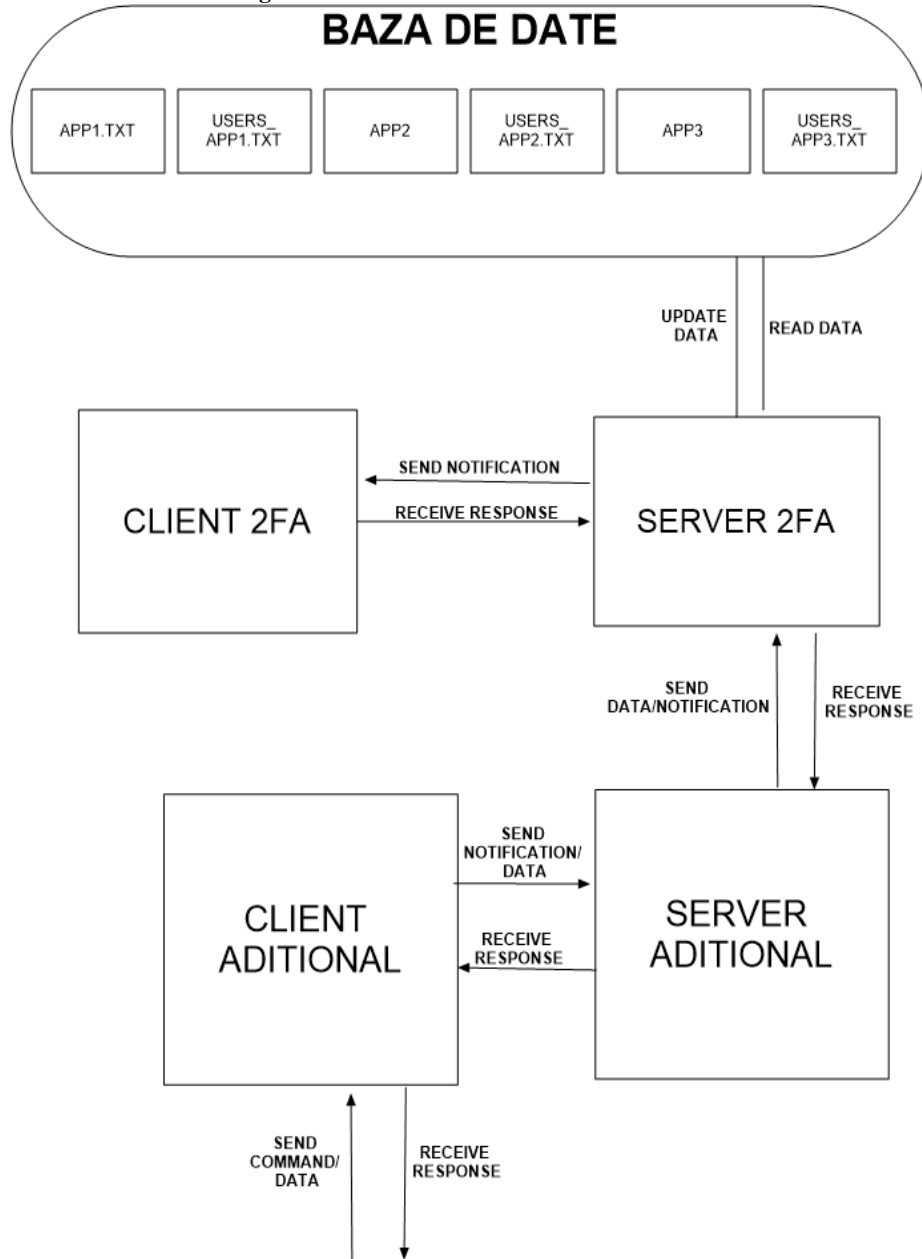 BAZA DE DATE
APP1.TXT
USERS_
APP1.TXT
APP2
USERS_
APP2.TXT
APP3
USERS_
APP3.TXT
UPDATE
DATA
READ DATA
CLIENT 2FA
SEND NOTIFICATION
RECEIVE RESPONSE
SERVER 2FA
SEND
DATA/NOTIFICATION
RECEIVE
RESPONSE
CLIENT
ADITIONAL
SEND
NOTIFICATION/
DATA
RECEIVE
RESPONSE
SERVER
ADITIONAL
SEND
COMMAND/
DATA
RECEIVE
RESPONSE